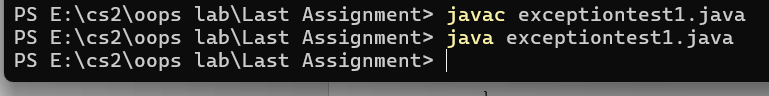 PS E:\cs2\oops lab\Last Assignment> javac exceptiontest1.java
PS E:\cs2\oops lab\Last Assignment> java exceptiontest1.java
PS E:\cs2\oops lab\Last Assignment>